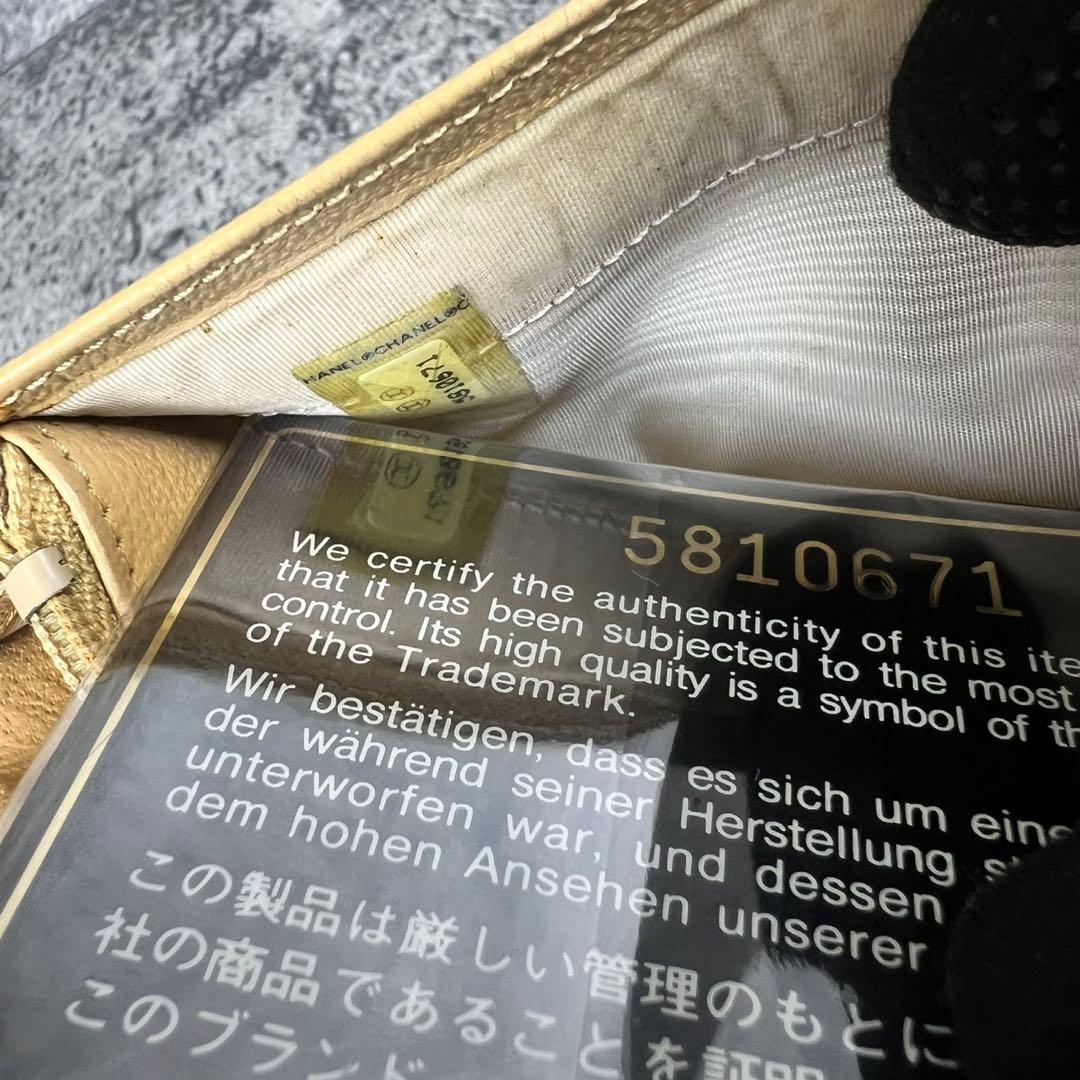 HANEL®CHANEL®C
5810671
5810671
We certify the authenticity of this ite
that it has been subjected to the most
control. Its high quality is a symbol of th
of the Trademark.
Wir bestätigen, dass es sich um eine
der während seiner Herstellung s
unterworfen war, und dessen
dem hohen Ansehen unserer
この製品は厳しい管理のもとに
社の商品であることを証明
このブランド